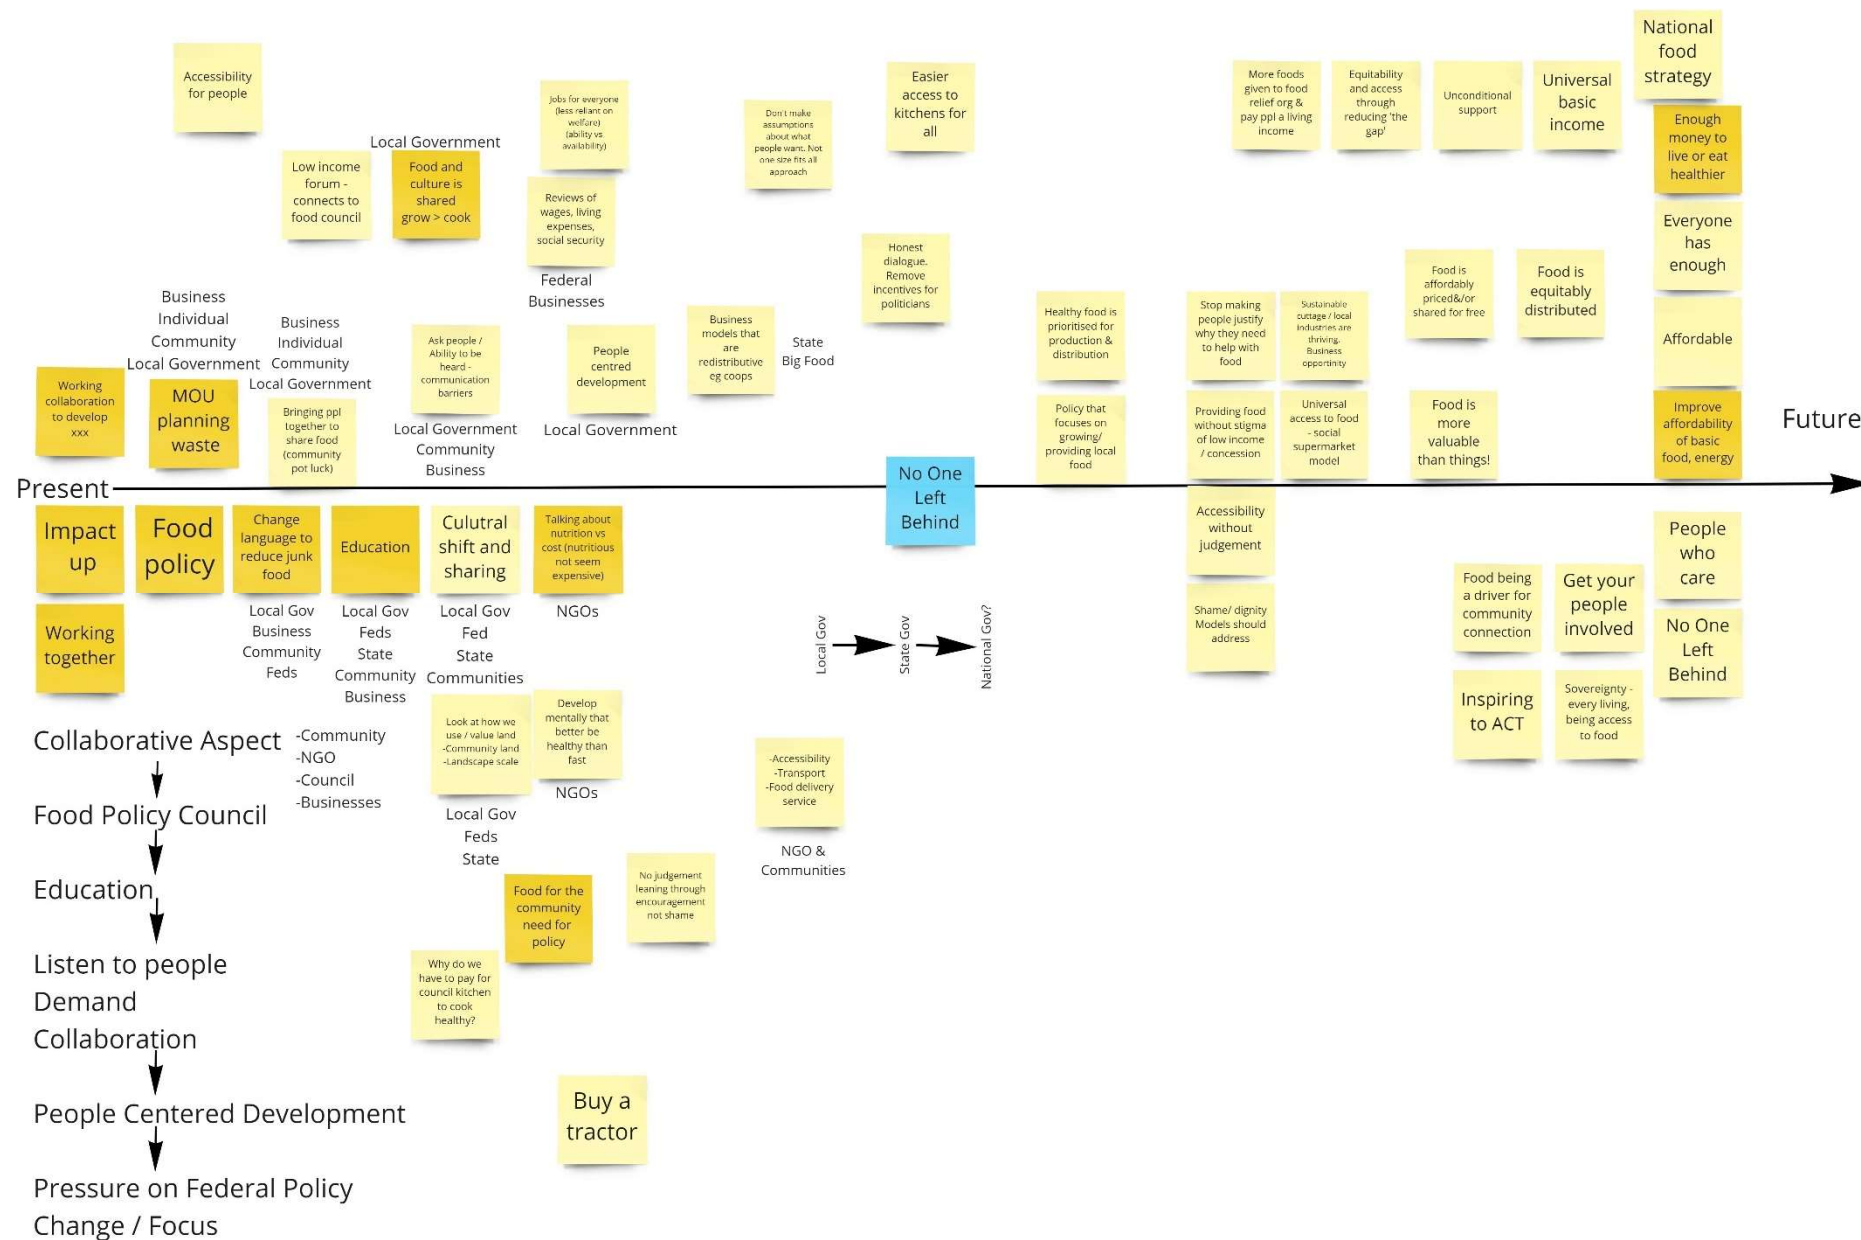 Accessibility
for people
Low income
forum -
connects to
food council
Local Government
Food and
culture is
shared
grow > cook
Jobs for everyone
(less reliant on
welfare)
(ability vs
availability)
Reviews of
wages, living
expenses,
social security
Federal
Businesses
Don't make
assumptions
about what
people want. Not
one size fits all
approach
Easier
access to
kitchens for
all
Honest
dialogue.
Remove
incentives for
politicians
More foods
given to food
relief org &
pay ppl a living
income
Equitability
and access
through
reducing 'the
gap'
Unconditional
support
Universal
basic
income
National
food
strategy
Enough
money to
live or eat
healthier
Everyone
has
enough
Affordable
Improve
affordability
of basic
food, energy
Food is
affordably
priced&/or
shared for free
Food is
equitably
distributed
Food is
more
valuable
than things!
Healthy food is
prioritised for
production &
distribution
Policy that
focuses on
growing/
providing local
food
Stop making
people justify
why they need
to help with
food
Sustainable
cuttage / local
industries are
thriving.
Business
opportinity
Providing food
without stigma
of low income
/ concession
Universal
access to food
- social
supermarket
model
Business
Individual
Community
Local Government
Business
Individual
Community
Local Government
Working
collaboration
to develop
xxx
MOU
planning
waste
Bringing ppl
together to
share food
(community
pot luck)
Ask people /
Ability to be
heard -
communication
barriers
Local Government
Community
Business
People
centred
development
Local Government
Business
models that
are
redistributive
eg coops
State
Big Food
Present
No One
Left
Behind
Future
Impact
up
Food
policy
Change
language to
reduce junk
food
Local Gov
Business
Community
Feds
Education
Local Gov
Feds
State
Community
Business
Culutral
shift and
sharing
Local Gov
Fed
State
Communities
Talking about
nutrition vs
cost (nutritious
not seem
expensive)
NGOs
Working
together
Local Gov
State Gov
National Gov?
Accessibility
without
judgement
Shame/ dignity
Models should
address
Food being
a driver for
community
connection
Get your
people
involved
People
who
care
No One
Left
Behind
Inspiring
to ACT
Sovereignty -
every living,
being access
to food
Look at how we
use / value land
-Community land
-Landscape scale
Local Gov
Feds
State
Develop
mentally that
better be
healthy than
fast
NGOs
-Accessibility
-Transport
-Food delivery
service
NGO &
Communities
Collaborative Aspect
-Community
-NGO
-Council
-Businesses
Food Policy Council
Education
Listen to people
Demand
Collaboration
People Centered Development
Pressure on Federal Policy
Change / Focus
Food for the
community
need for
policy
No judgement
leaning through
encouragement
not shame
Why do we
have to pay for
council kitchen
to cook
healthy?
Buy a
tractor